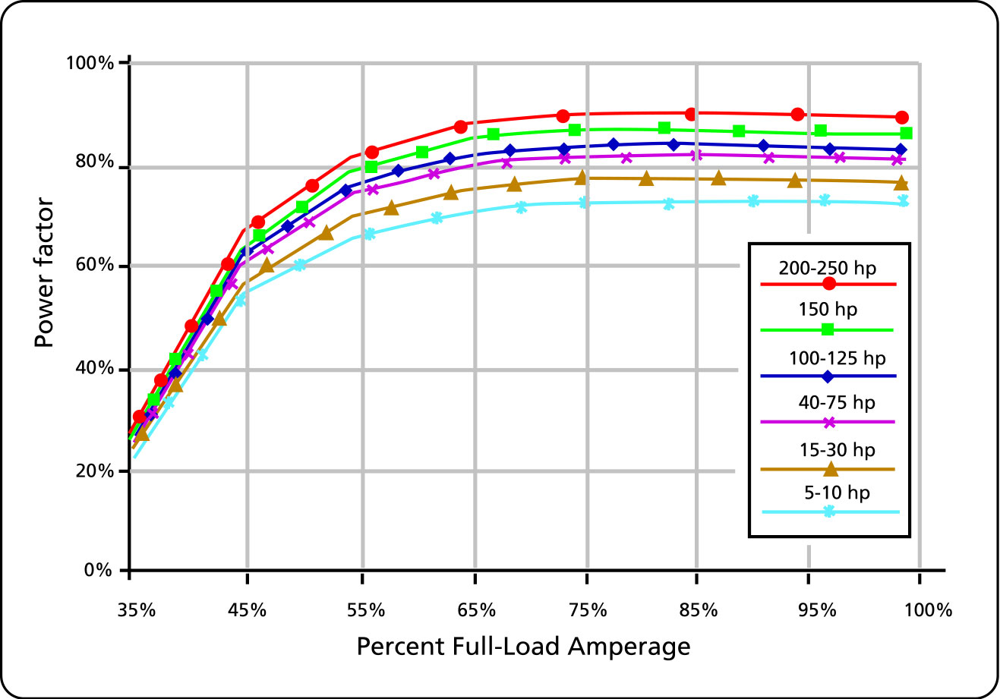 100%
80%
60%
40%
20%
0%
Power factor
200-250 hp
150 hp
100-125 hp
40-75 hp
15-30 hp
5-10 hp
35% 45% 55% 65% 75% 85% 95% 100%
Percent Full-Load Amperage